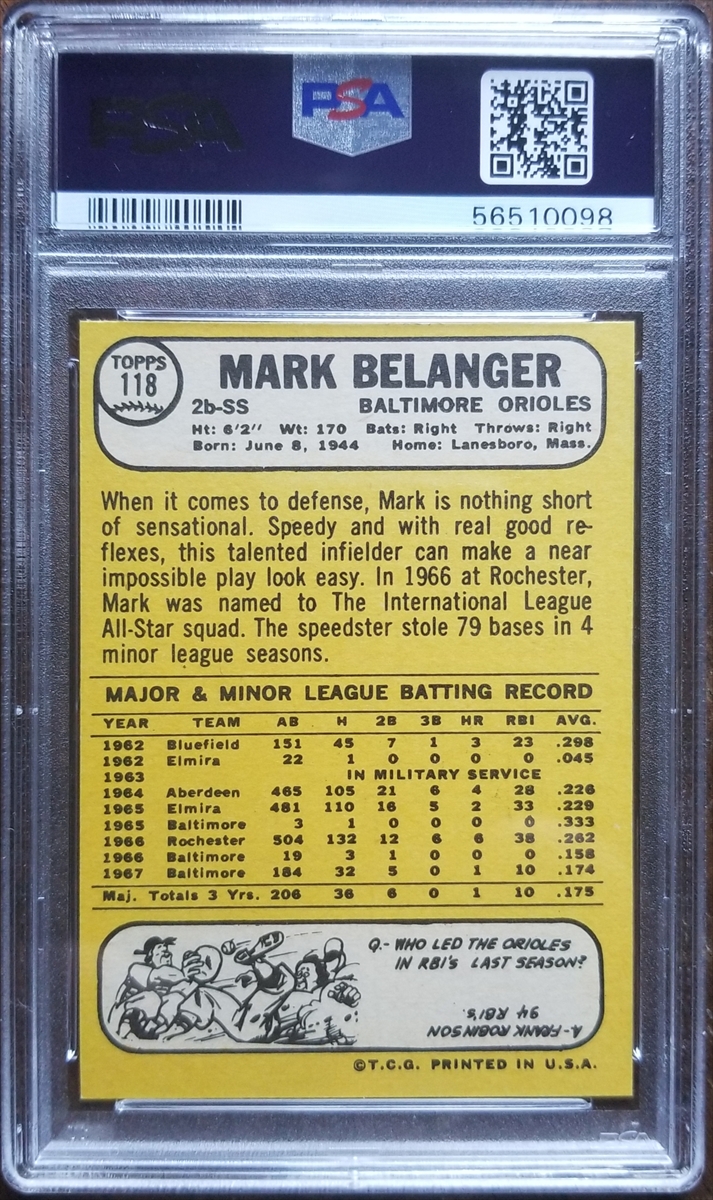 PSA
PSA
56510098
TOPPS
118
MARK BELANGER
2b-SS BALTIMORE ORIOLES
Ht: 6'2" Wt: 170 Bats: Right Throws: Right
Born: June 8, 1944 Home: Lanesboro, Mass.
When it comes to defense, Mark is nothing short
of sensational. Speedy and with real good re-
flexes, this talented infielder can make a near
impossible play look easy. In 1966 at Rochester,
Mark was named to The International League
All-Star squad. The speedster stole 79 bases in 4
minor league seasons.
MAJOR & MINOR LEAGUE BATTING RECORD
YEAR TEAM AB H 2B 3B HR RBI AVG.
1962 Bluefield 151 45 7 1 3 23 .298
1962 Elmira 22 1 0 0 0 0 .045
1963 IN MILITARY SERVICE
1964 Aberdeen 465 105 21 6 4 28 .226
1965 Elmira 481 110 16 5 2 33 .229
1965 Baltimore 3 1 0 0 0 0 .333
1966 Rochester 504 132 12 6 6 38 .262
1966 Baltimore 19 3 1 0 0 0 .158
1967 Baltimore 184 32 5 0 1 10 .174
Maj. Totals 3 Yrs. 206 36 6 0 1 10 .175
Q.- WHO LED THE ORIOLES
IN RBI'S LAST SEASON?
A- FRANK ROBINSON
94 RBI'S.
©T.C.G. PRINTED IN U.S.A.
PSA